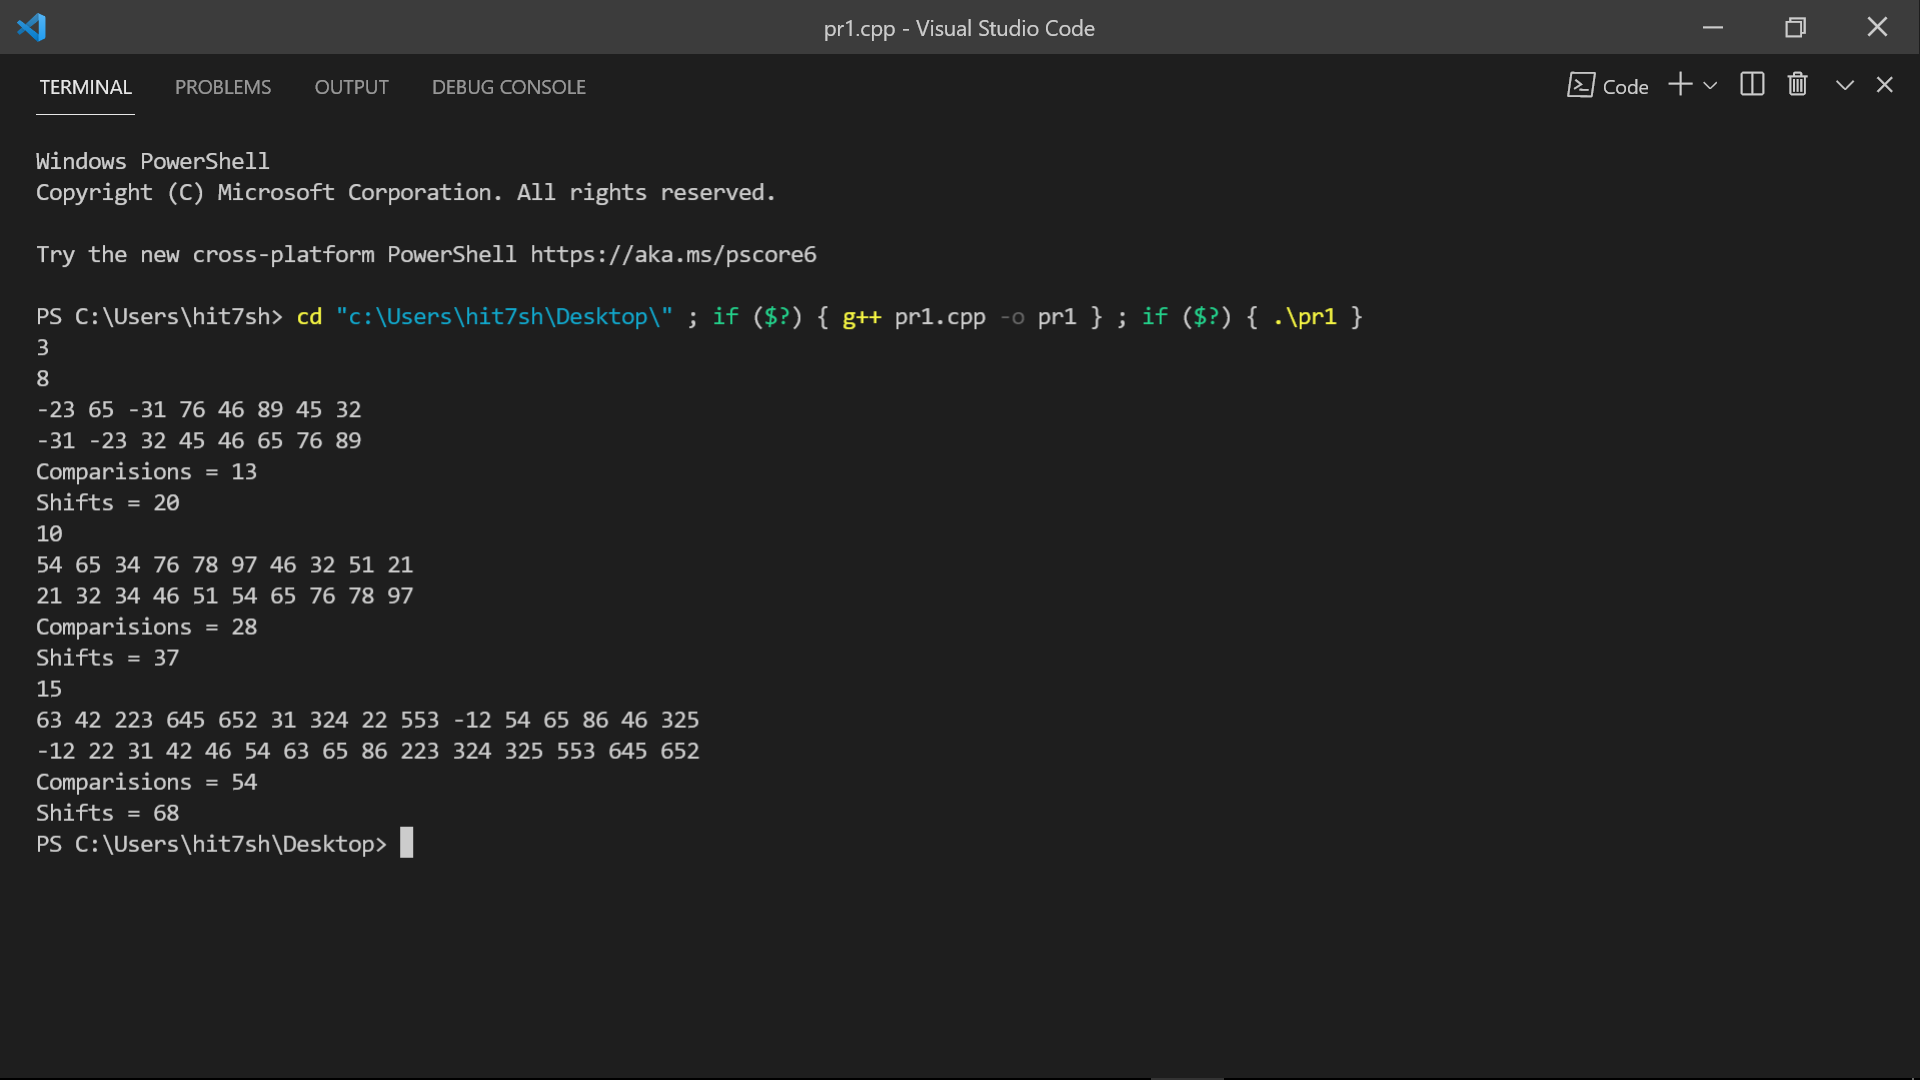 pr1.cpp - Visual Studio Code
TERMINAL PROBLEMS OUTPUT DEBUG CONSOLE Code
Windows PowerShell
Copyright (C) Microsoft Corporation. All rights reserved.
Try the new cross-platform PowerShell https://aka.ms/pscore6
PS C:\Users\hit7sh> cd "c:\Users\hit7sh\Desktop\" ; if ($?) { g++ pr1.cpp -o pr1 } ; if ($?) { .\pr1 }
3
8
-23 65 -31 76 46 89 45 32
-31 -23 32 45 46 65 76 89
Comparisions = 13
Shifts = 20
10
54 65 34 76 78 97 46 32 51 21
21 32 34 46 51 54 65 76 78 97
Comparisions = 28
Shifts = 37
15
63 42 223 645 652 31 324 22 553 -12 54 65 86 46 325
-12 22 31 42 46 54 63 65 86 223 324 325 553 645 652
Comparisions = 54
Shifts = 68
PS C:\Users\hit7sh\Desktop>